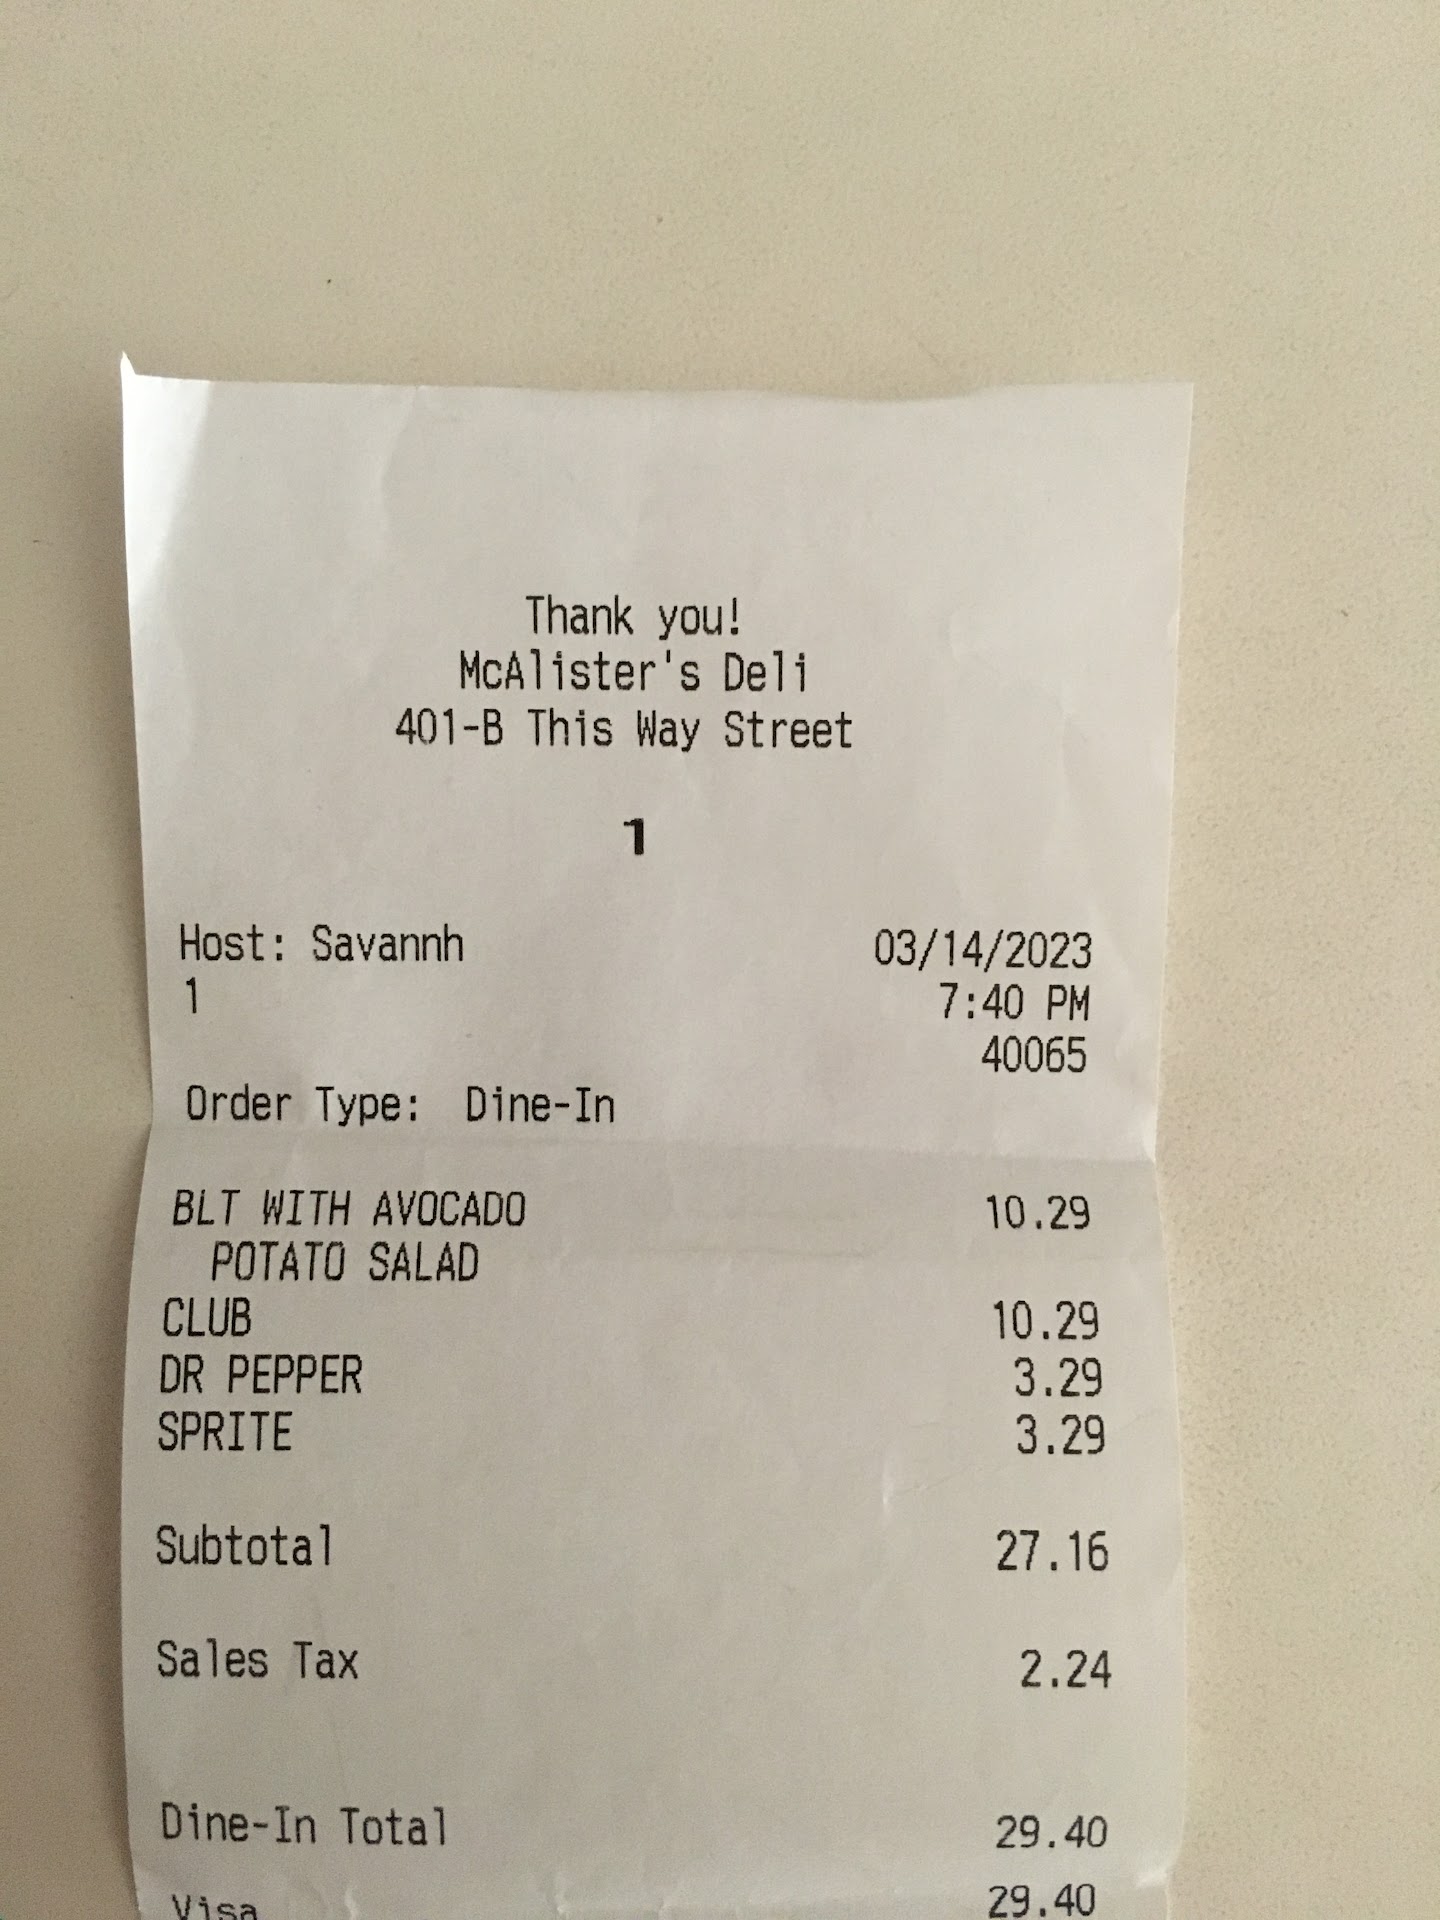 Thank you!
McAlister's Deli
401-B This Way Street
1
Host: Savannh 03/14/2023
1 7:40 PM
40065
Order Type: Dine-In
BLT WITH AVOCADO 10.29
POTATO SALAD
CLUB 10.29
DR PEPPER 3.29
SPRITE 3.29
Subtotal 27.16
Sales Tax 2.24
Dine-In Total 29.40
Visa 29.40